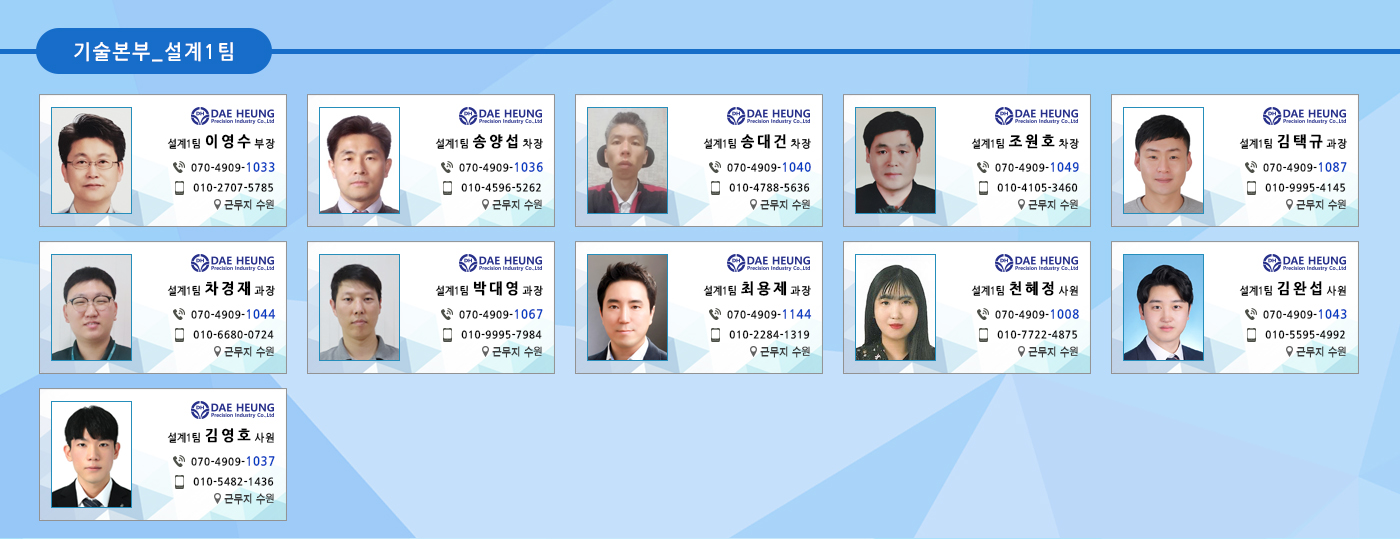 기술본부_설계1팀
DAE HEUNG
Precision Industry Co.,Ltd
설계1팀 이영수 부장
070-4909-1033
010-2707-5785
근무지 수원
DAE HEUNG
Precision Industry Co.,Ltd
설계1팀 송양섭 차장
070-4909-1036
010-4596-5262
근무지 수원
DAE HEUNG
Precision Industry Co.,Ltd
설계1팀 송대건 차장
070-4909-1040
010-4788-5636
근무지 수원
DAE HEUNG
Precision Industry Co.,Ltd
설계1팀 조원호 차장
070-4909-1049
010-4105-3460
근무지 수원
DAE HEUNG
Precision Industry Co.,Ltd
설계1팀 김택규 과장
070-4909-1087
010-9995-4145
근무지 수원
DAE HEUNG
Precision Industry Co.,Ltd
설계1팀 차경재 과장
070-4909-1044
010-6680-0724
근무지 수원
DAE HEUNG
Precision Industry Co.,Ltd
설계1팀 박대영 과장
070-4909-1067
010-9995-7984
근무지 수원
DAE HEUNG
Precision Industry Co.,Ltd
설계1팀 최용제 과장
070-4909-1144
010-2284-1319
근무지 수원
DAE HEUNG
Precision Industry Co.,Ltd
설계1팀 천혜정 사원
070-4909-1008
010-7722-4875
근무지 수원
DAE HEUNG
Precision Industry Co.,Ltd
설계1팀 김완섭 사원
070-4909-1043
010-5595-4992
근무지 수원
DAE HEUNG
Precision Industry Co.,Ltd
설계1팀 김영호 사원
070-4909-1037
010-5482-1436
근무지 수원